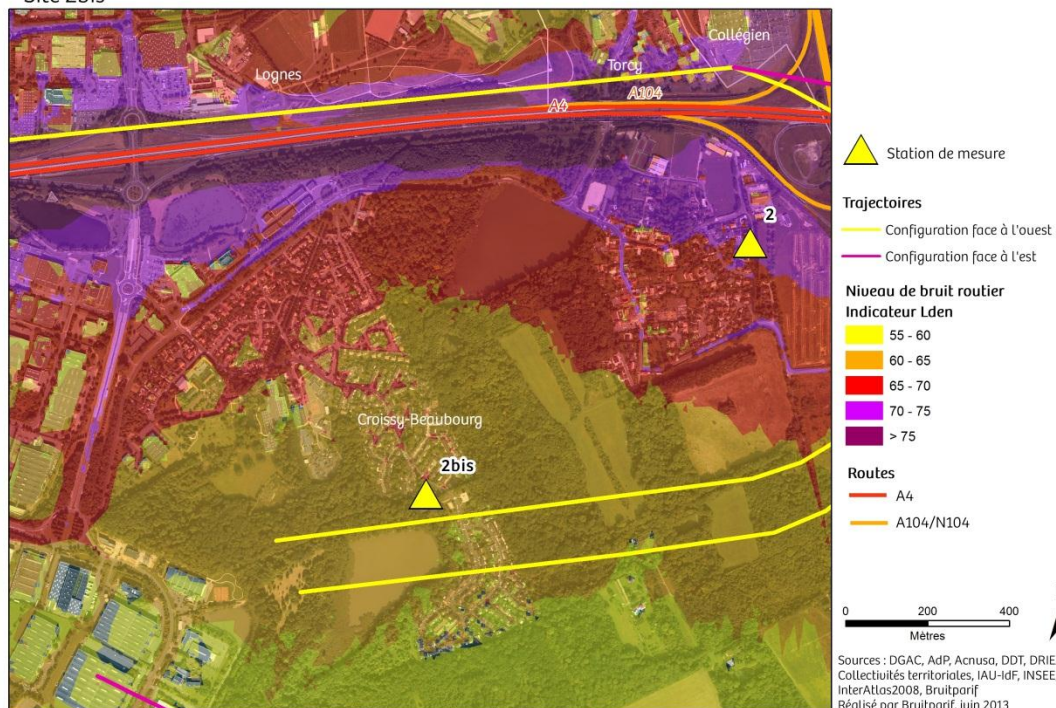 Site 2bis
Collégien
Lognes
Torcy
A104
A4
2
Croissy-Beaubourg
2bis
Station de mesure
Trajectoires
Configuration face à l'ouest
Configuration face à l'est
Niveau de bruit routier
Indicateur Lden
55 - 60
60 - 65
65 - 70
70 - 75
> 75
Routes
A4
A104/N104
0 200 400
Mètres
Sources : DGAC, AdP, Acnusa, DDT, DRIE
Collectivités territoriales, IAU-IdF, INSEE
InterAtlas2008, Bruitparif
Réalisé par Bruitparif, juin 2013